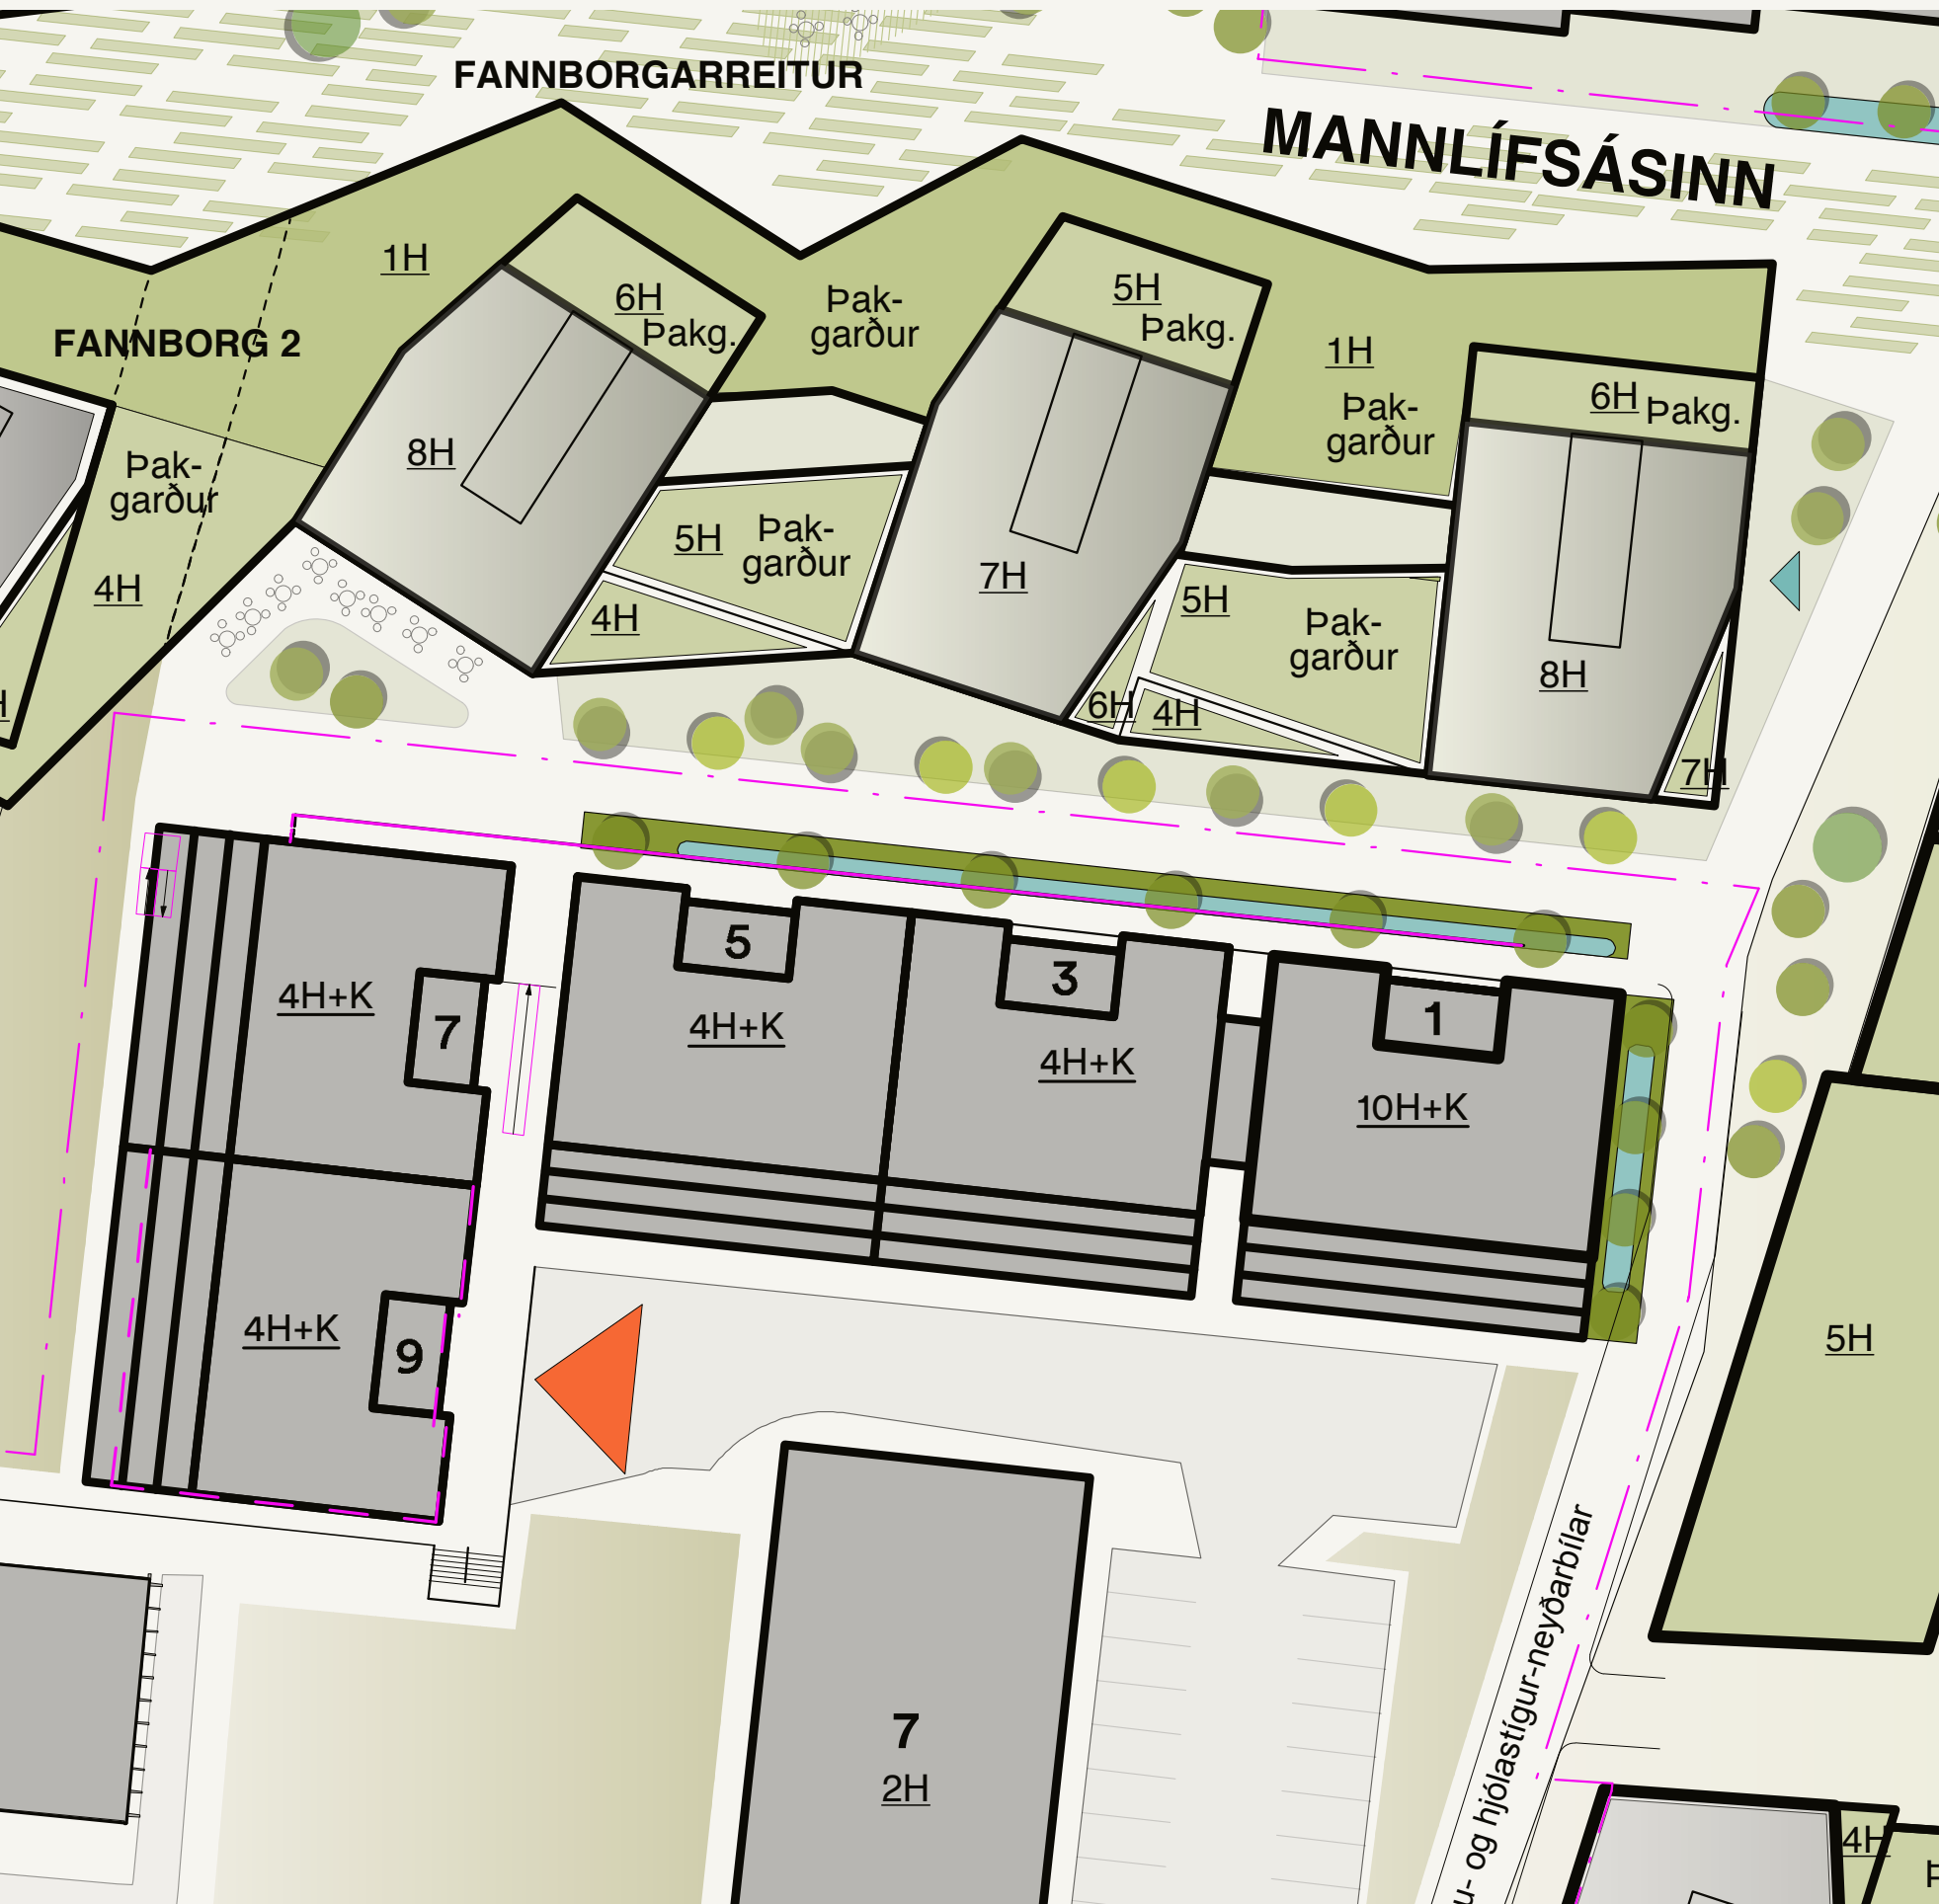 FANNBORGARREITUR
MANNLÍFSÁSINN
1H
6H
Þakg.
Þak-
garður
5H
Þakg.
1H
Þak-
garður
6H Þakg.
FANNBORG 2
Þak-
garður
4H
8H
5H
Þak-
garður
4H
7H
5H
Þak-
garður
6H
4H
8H
7H
H
4H+K
7
5
4H+K
3
4H+K
1
10H+K
4H+K
9
5H
7
2H
og hjólastígur-neyðarbílar
4H